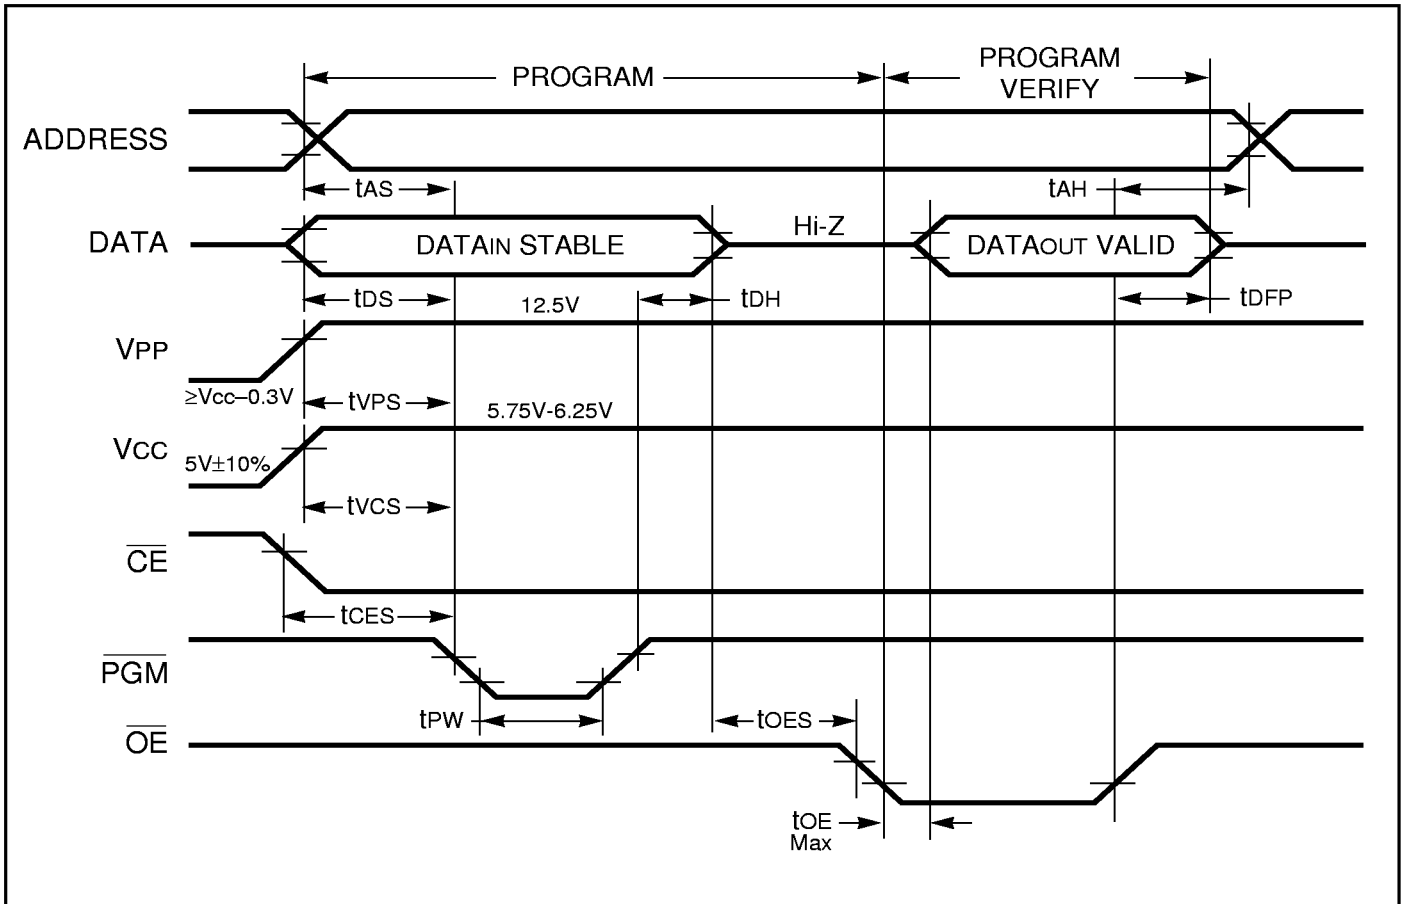 PROGRAM
PROGRAM
VERIFY
ADDRESS
tAS
tAH
DATA
DATAIN STABLE
Hi-Z
DATAOUT VALID
tDS
12.5V
tDH
tDFP
VPP
≥Vcc–0.3V
tVPS
5.75V-6.25V
VCC
5V±10%
tVCS
CE
tCES
PGM
tPW
tOES
OE
tOE
Max